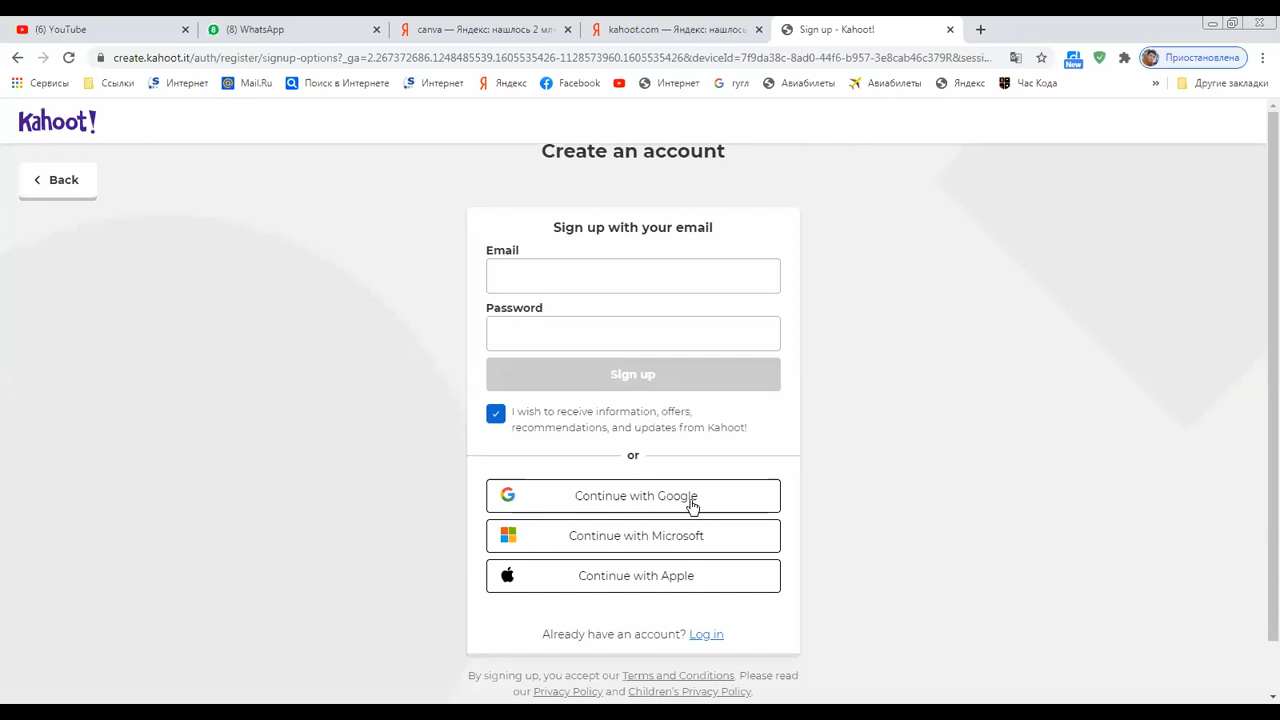 (6) YouTube
(8) WhatsApp
canva — Яндекс: нашлось 2 мл
kahoot.com — Яндекс: нашлось
Sign up - Kahoot!
create.kahoot.it/auth/register/signup-options?_ga=2.267372686.1248485539.1605535426-1128573960.1605535426&deviceId=7f9da38c-8ac0-44f6-b957-3e8cab46c379R&sessi...
New
Приостановлена
Сервисы
Ссылки
Интернет
Mail.Ru
Поиск в Интернете
Интернет
Яндекс
Facebook
Интернет
гугл
Авиабилеты
Авиабилеты
Яндекс
Час Кода
»
Другие закладки
Kahoot!
Create an account
Back
Sign up with your email
Email
Password
Sign up
I wish to receive information, offers,
recommendations, and updates from Kahoot!
or
Continue with Google
Continue with Microsoft
Continue with Apple
Already have an account? Log in
By signing up, you accept our Terms and Conditions. Please read
our Privacy Policy and Children's Privacy Policy.